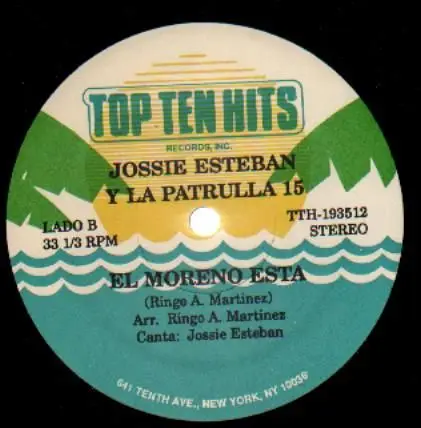 TOP TEN HITS
RECORDS, INC.
JOSSIE ESTEBAN
Y LA PATRULLA 15
LADO B
33 1/3 RPM
TTH-193512
STEREO
EL MORENO ESTA
(Ringo A. Martinez)
Arr. Ringo A. Martinez
Canta: Jossie Esteban
641 TENTH AVE., NEW YORK, NY 10036